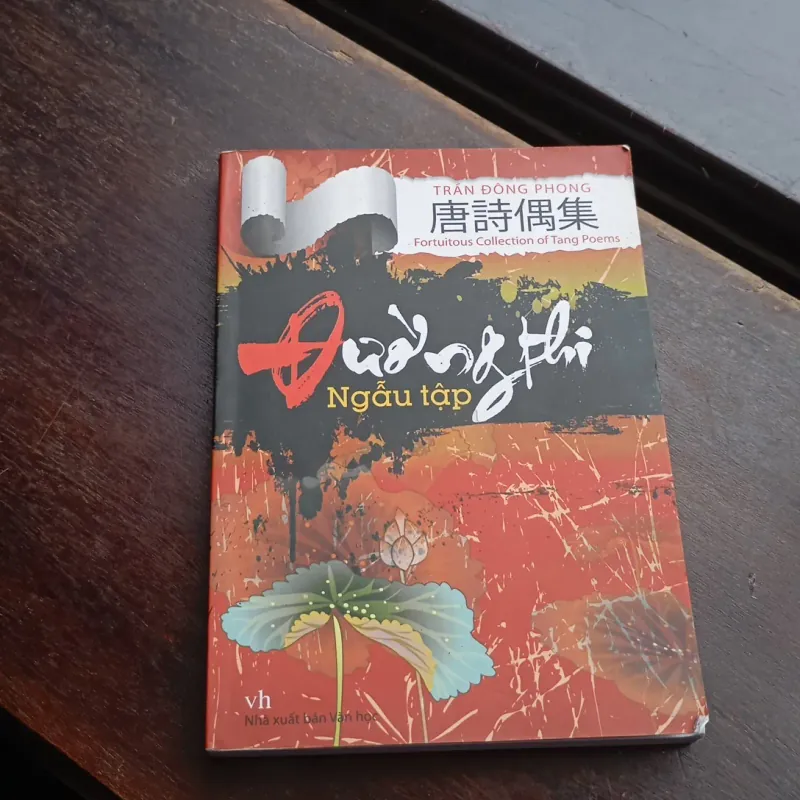 TRẦN ĐÔNG PHONG
唐詩偶集
Fortuitous Collection of Tang Poems
Đường thi
Ngẫu tập
vh
Nhà xuất bản Văn học